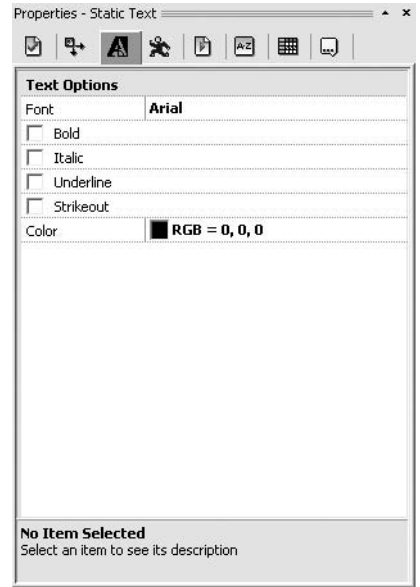 Properties - Static Text
A-Z
Text Options
Font Arial
Bold
Italic
Underline
Strikeout
Color RGB = 0, 0, 0
No Item Selected
Select an item to see its description